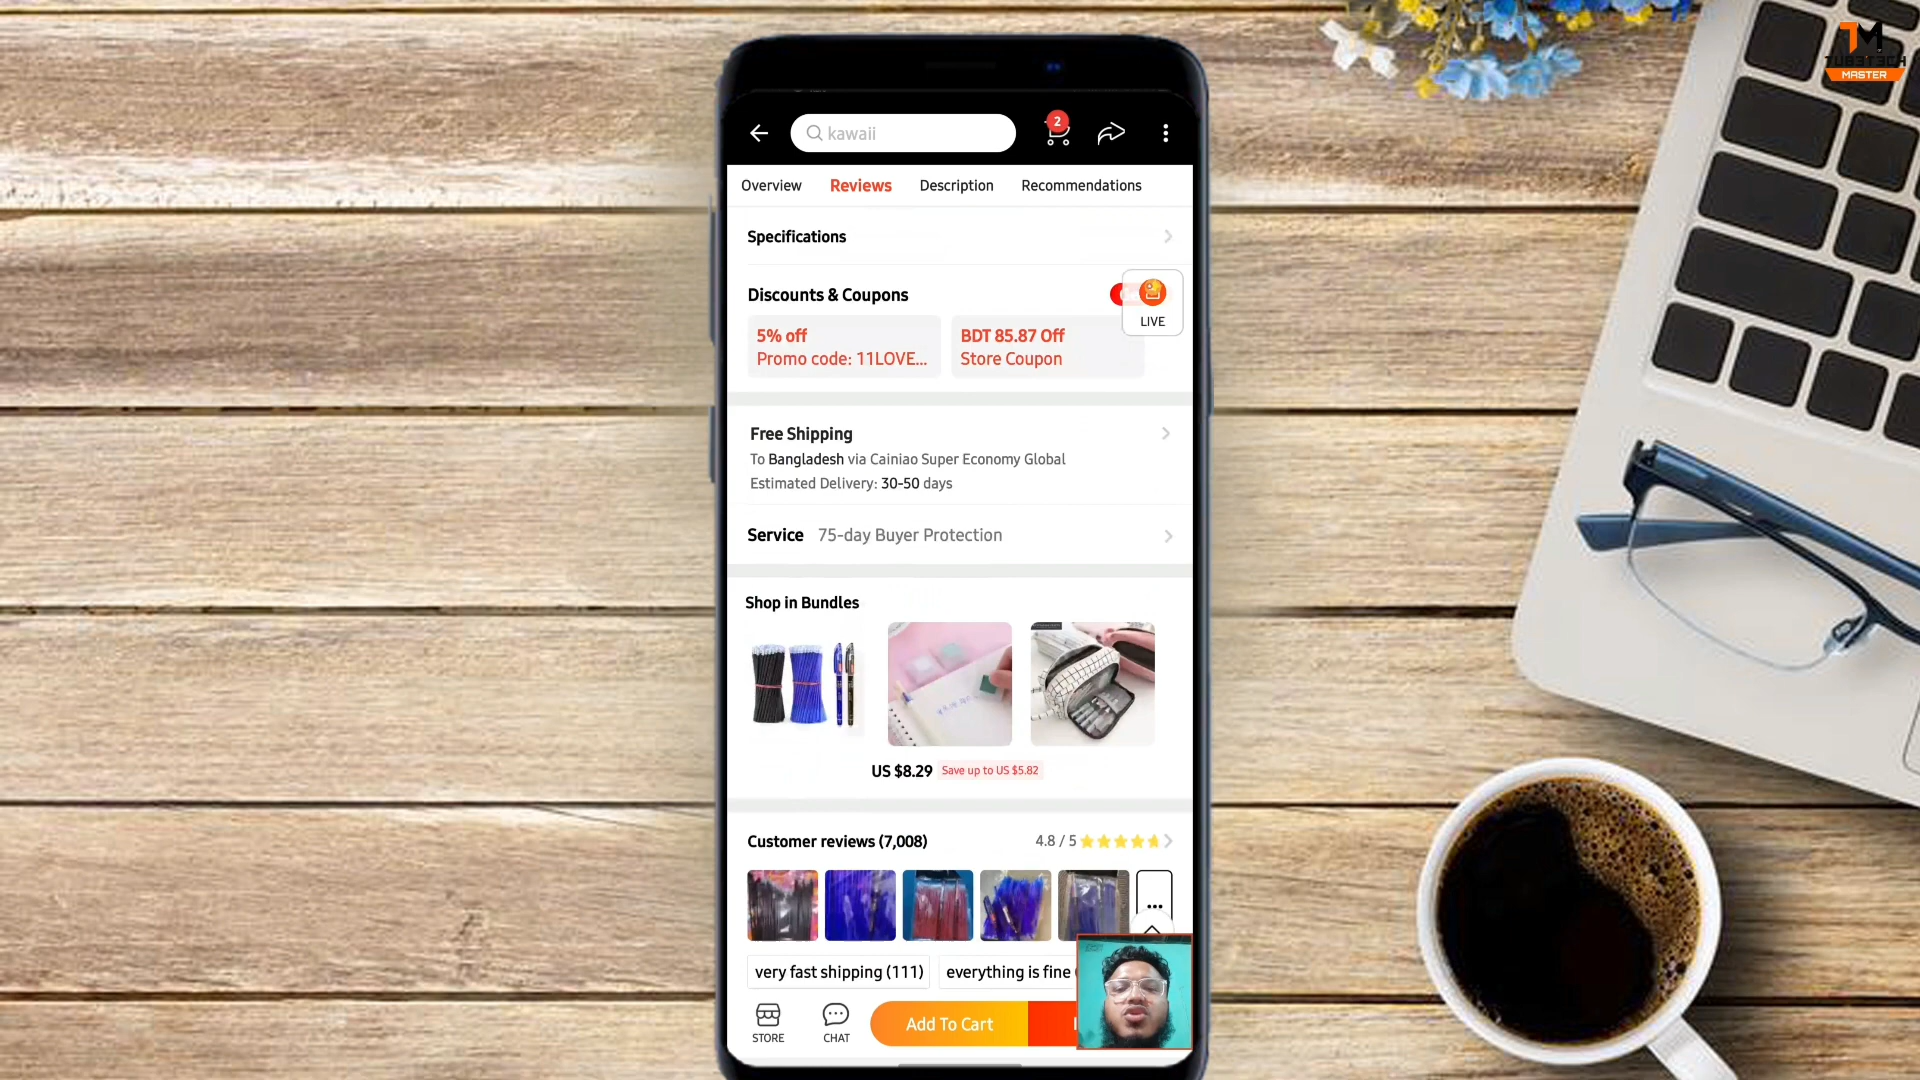 TM
TUB3T3CH
MASTER
kawaii
2
Overview Reviews Description Recommendations
Specifications
Discounts & Coupons
LIVE
5% off
Promo code: 11LOVE...
BDT 85.87 Off
Store Coupon
Free Shipping
To Bangladesh via Cainiao Super Economy Global
Estimated Delivery: 30-50 days
Service 75-day Buyer Protection
Shop in Bundles
US $8.29 Save up to US $5.82
Customer reviews (7,008) 4.8 / 5
...
very fast shipping (111) everything is fine
STORE CHAT Add To Cart